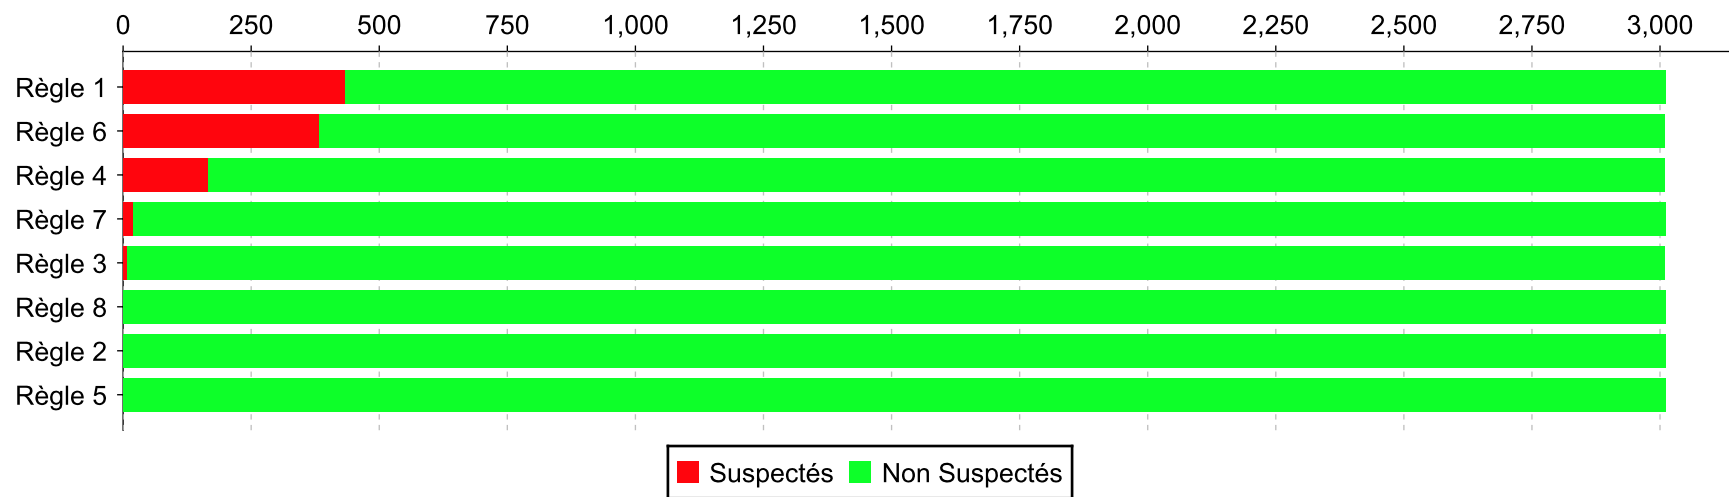 0 250 500 750 1,000 1,250 1,500 1,750 2,000 2,250 2,500 2,750 3,000
Règle 1
Règle 6
Règle 4
Règle 7
Règle 3
Règle 8
Règle 2
Règle 5
Suspectés Non Suspectés